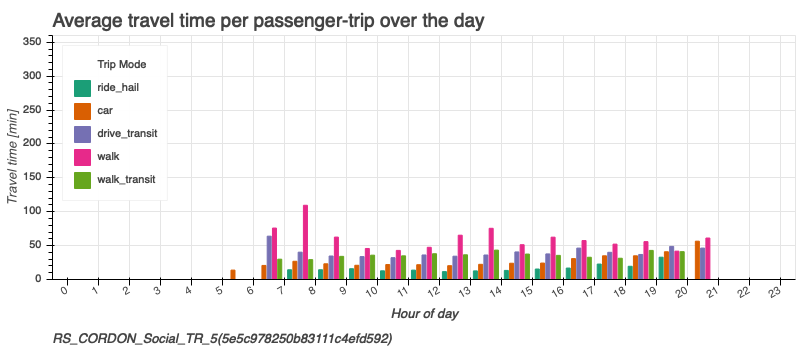 Average travel time per passenger-trip over the day
Travel time [min]
350
300
250
200
150
100
50
0
Trip Mode
ride_hail
car
drive_transit
walk
walk_transit
0 1 2 3 4 5 6 7 8 9 10 11 12 13 14 15 16 17 18 19 20 21 22 23
Hour of day
RS_CORDON_Social_TR_5(5e5c978250b83111c4efd592)